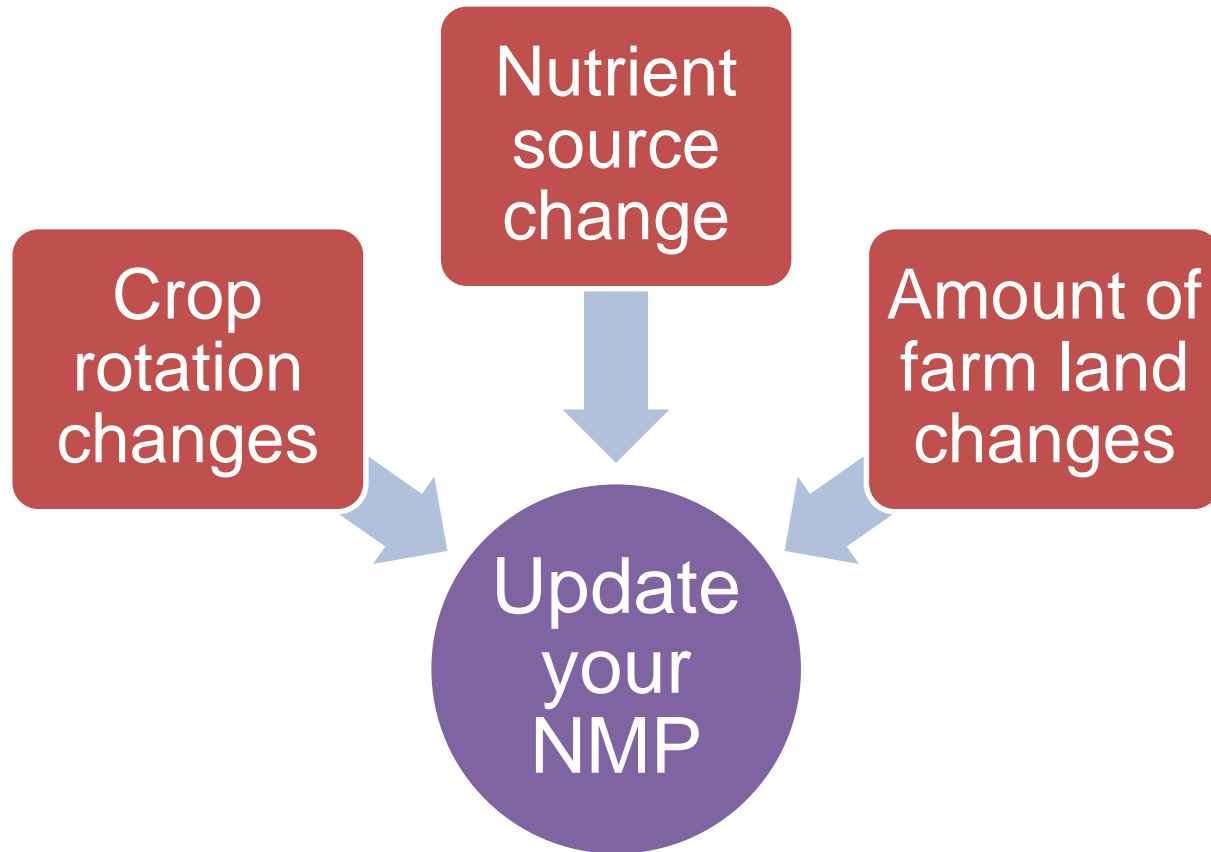 Nutrient
source
change
Crop
rotation
changes
Amount of
farm land
changes
Update
your
NMP